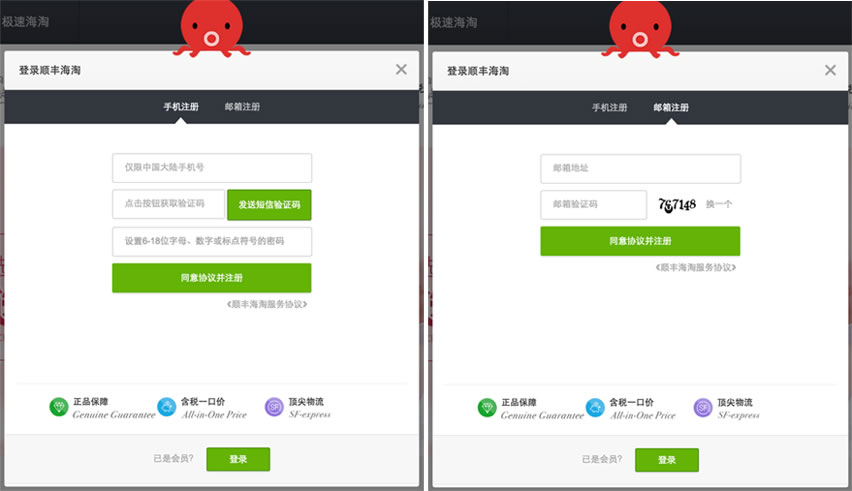 极速海淘
登录顺丰海淘
手机注册 邮箱注册
仅限中国大陆手机号
点击按钮获取验证码 发送短信验证码
设置6-18位字母、数字或标点符号的密码
同意协议并注册
《顺丰海淘服务协议》
正品保障
Genuine Guarantee
含税一口价
All-in-One Price
SF
顶尖物流
SF-express
已是会员? 登录
极速海淘
登录顺丰海淘
手机注册 邮箱注册
邮箱地址
邮箱验证码 767148 换一个
同意协议并注册
《顺丰海淘服务协议》
正品保障
Genuine Guarantee
含税一口价
All-in-One Price
SF
顶尖物流
SF-express
已是会员? 登录